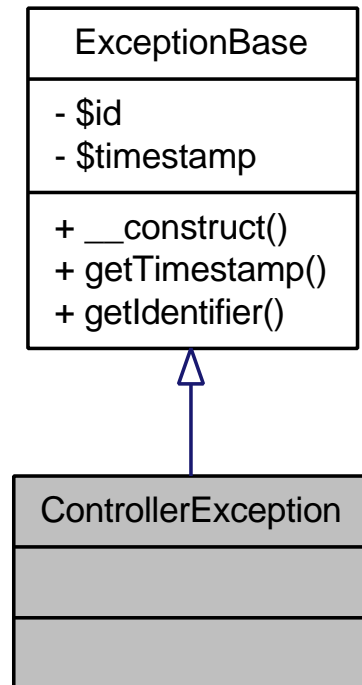 ExceptionBase
- $id
- $timestamp
+ __construct()
+ getTimestamp()
+ getIdentifier()
ControllerException